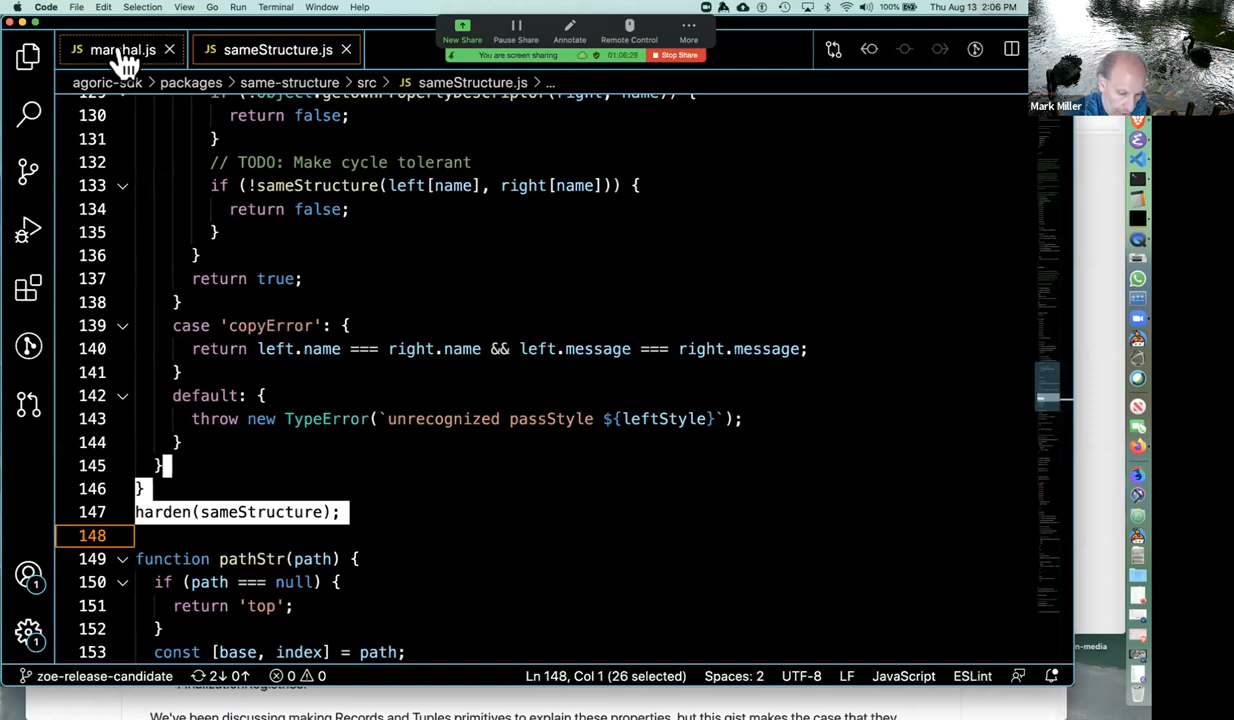 Code File Edit Selection View Go Run Terminal Window Help
100% Thu Aug 13 2:06 PM
New Share Pause Share Annotate Remote Control More
You are screen sharing 01:06:28 Stop Share
JS marshal.js JS sameStructure.js
Mark Miller
agoric-sdk > packages > same-structure > src > JS sameStructure.js > ...
130 return false;
131 }
132 // TODO: Make cycle tolerant
133 if (!sameStructure(left[name], right[name])) {
134 return false;
135 }
136 }
137 return true;
138 }
139 case 'copyError': {
140 return left.name === right.name && left.message === right.message;
141 }
142 default: {
143 throw new TypeError(`unrecognized passStyle ${leftStyle}`);
144 }
145 }
146 }
147 harden(sameStructure);
148
149 function pathStr(path) {
150 if (path === null) {
151 return 'top';
152 }
153 const [base, index] = path;
1
1
n-media
zoe-release-candidate 2↓ 0↑ 0 0 Ln 148, Col 1 (26 selected) Spaces: 2 UTF-8 LF JavaScript ESLint
We've been discussing making Records and Tuples primitives to explain these properties, but this gist makes the case that they